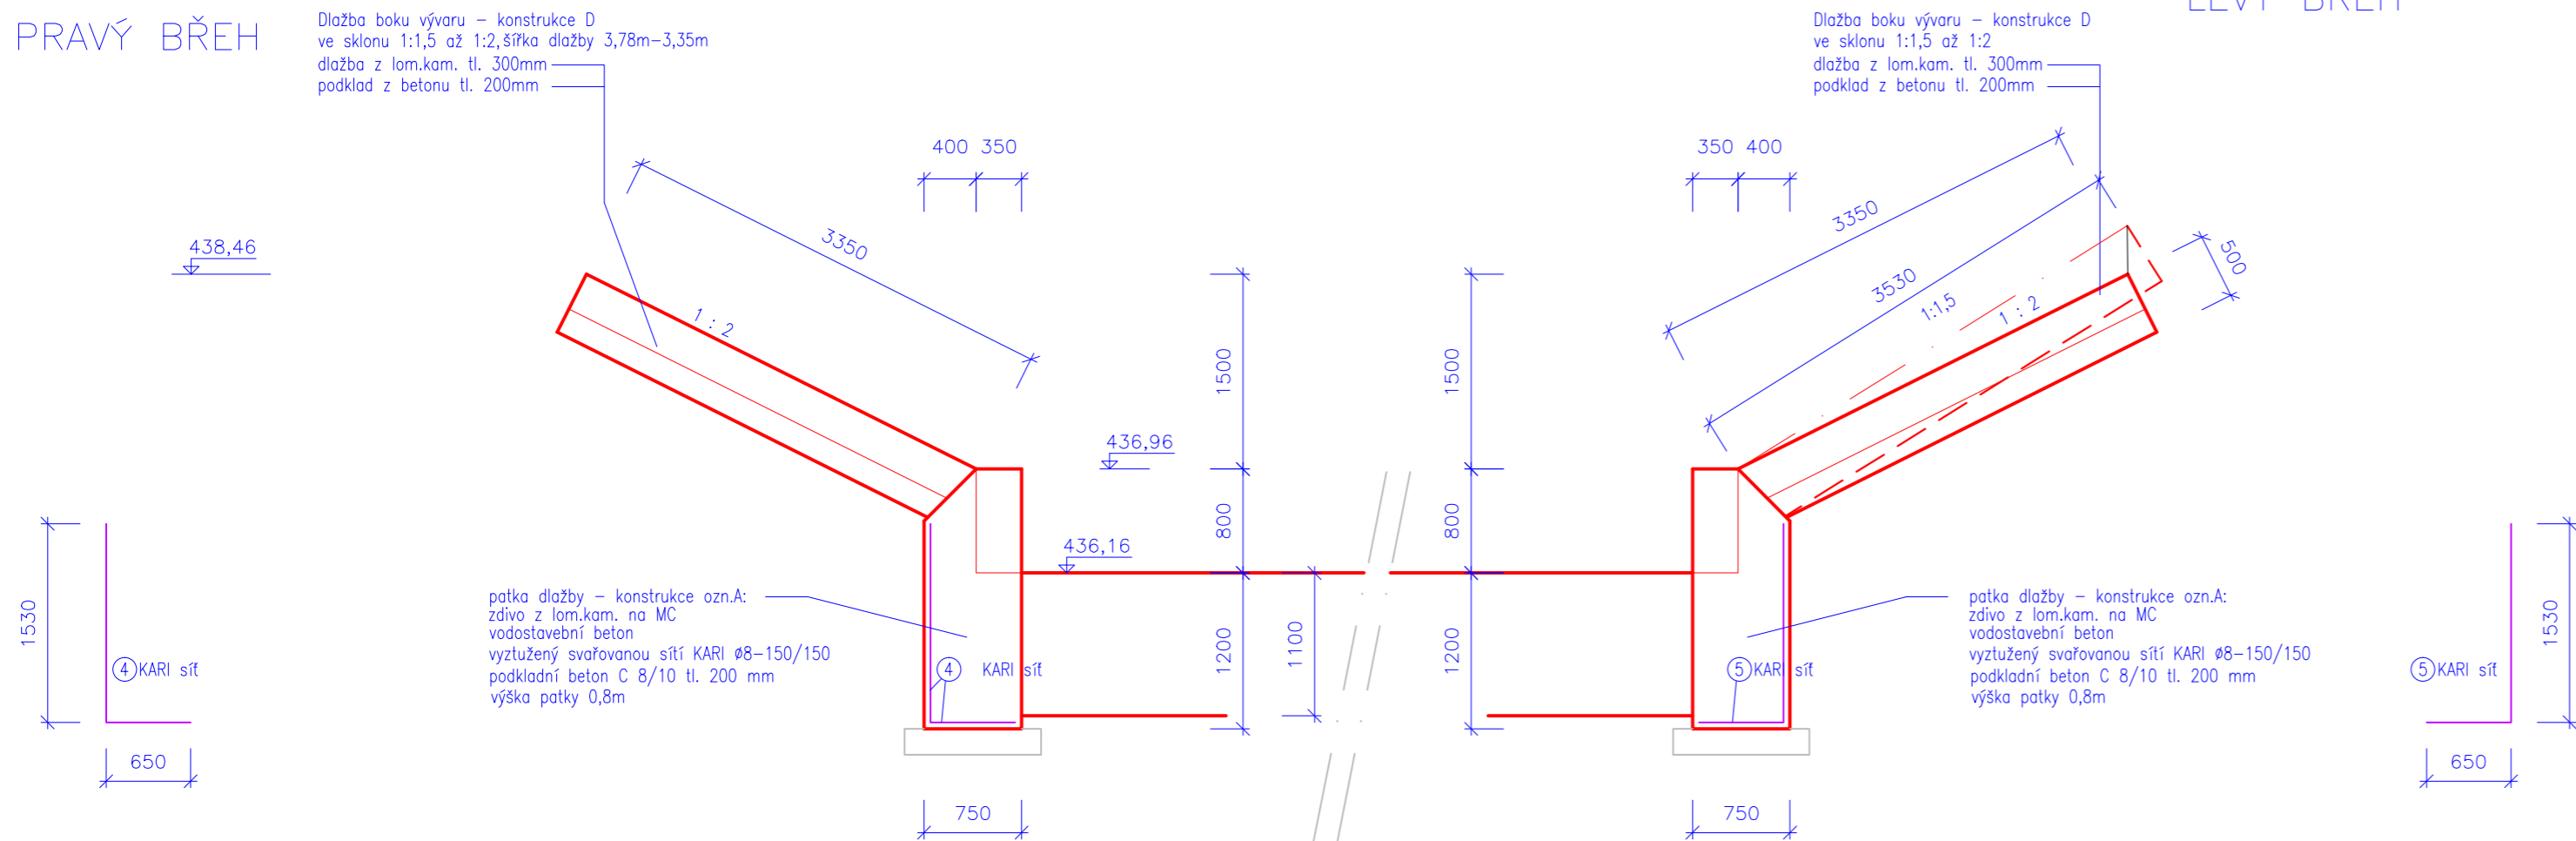 PRAVÝ BŘEH
LEVÝ BŘEH
Dlažba boku vývaru – konstrukce D
ve sklonu 1:1,5 až 1:2, šířka dlažby 3,78m–3,35m
dlažba z lom.kam. tl. 300mm
podklad z betonu tl. 200mm
Dlažba boku vývaru – konstrukce D
ve sklonu 1:1,5 až 1:2
dlažba z lom.kam. tl. 300mm
podklad z betonu tl. 200mm
400 350
350 400
3350
3350
3530
500
438,46
1 : 2
1:1,5
1 : 2
1500
1500
436,96
800
800
436,16
1530
1530
patka dlažby – konstrukce ozn.A:
zdivo z lom.kam. na MC
vodostavební beton
vyztužený svařovanou sítí KARI ø8–150/150
podkladní beton C 8/10 tl. 200 mm
výška patky 0,8m
patka dlažby – konstrukce ozn.A:
zdivo z lom.kam. na MC
vodostavební beton
vyztužený svařovanou sítí KARI ø8–150/150
podkladní beton C 8/10 tl. 200 mm
výška patky 0,8m
1200
1100
1200
4 KARI síť
4 KARI síť
5 KARI síť
5 KARI síť
650
650
750
750